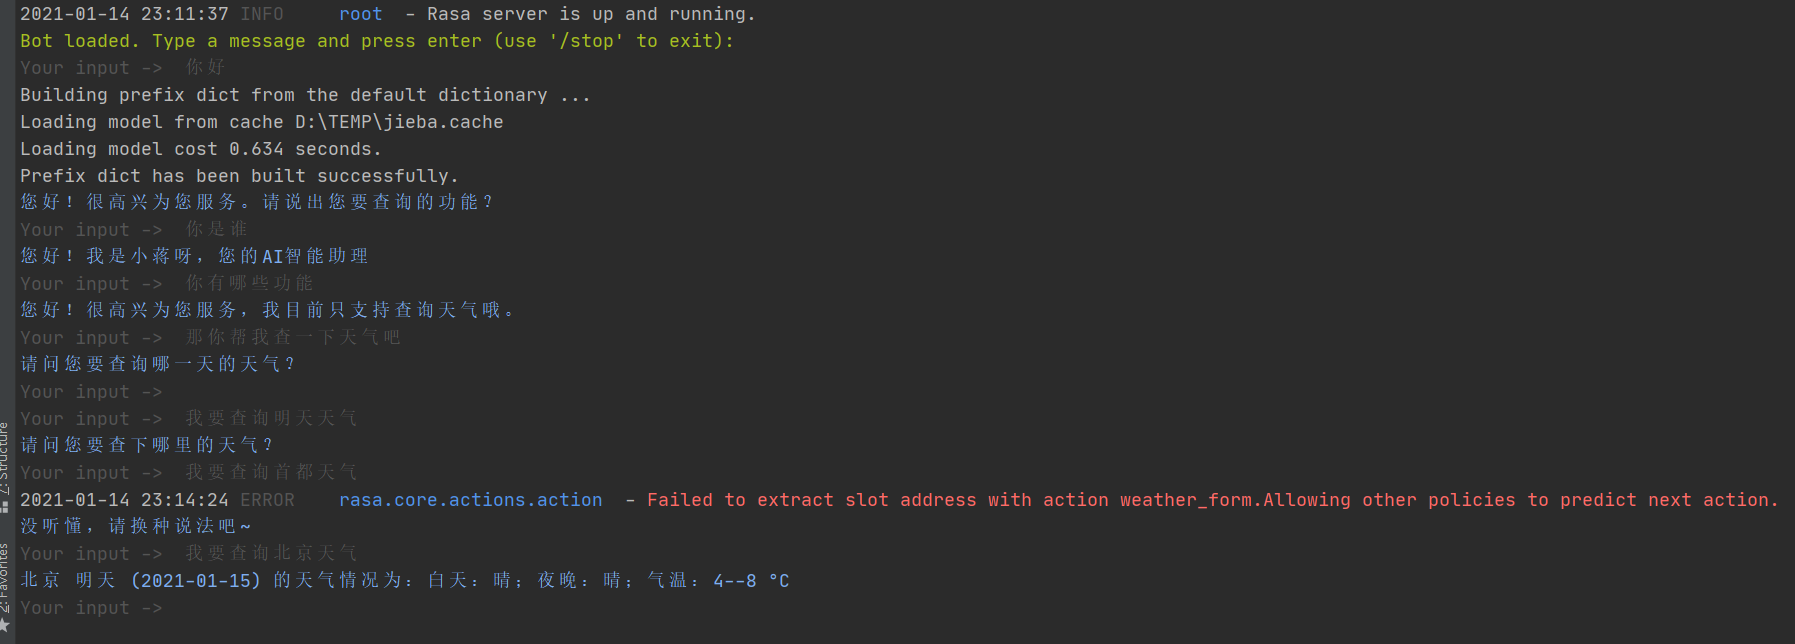 2021-01-14 23:11:37 INFO     root  - Rasa server is up and running.
Bot loaded. Type a message and press enter (use '/stop' to exit):
Your input ->  你好
Building prefix dict from the default dictionary ...
Loading model from cache D:\TEMP\jieba.cache
Loading model cost 0.634 seconds.
Prefix dict has been built successfully.
您好！很高兴为您服务。请说出您要查询的功能？
Your input ->  你是谁
您好！我是小蒋呀，您的AI智能助理
Your input ->  你有哪些功能
您好！很高兴为您服务，我目前只支持查询天气哦。
Your input ->  那你帮我查一下天气吧
请问您要查询哪一天的天气？
Your input ->
Your input ->  我要查询明天天气
请问您要查下哪里的天气？
Your input ->  我要查询首都天气
2021-01-14 23:14:24 ERROR    rasa.core.actions.action  - Failed to extract slot address with action weather_form.Allowing other policies to predict next action.
没听懂，请换种说法吧~
Your input ->  我要查询北京天气
北京 明天 (2021-01-15) 的天气情况为：白天：晴；夜晚：晴；气温：4--8 °C
Your input ->
7: Structure
2: Favorites